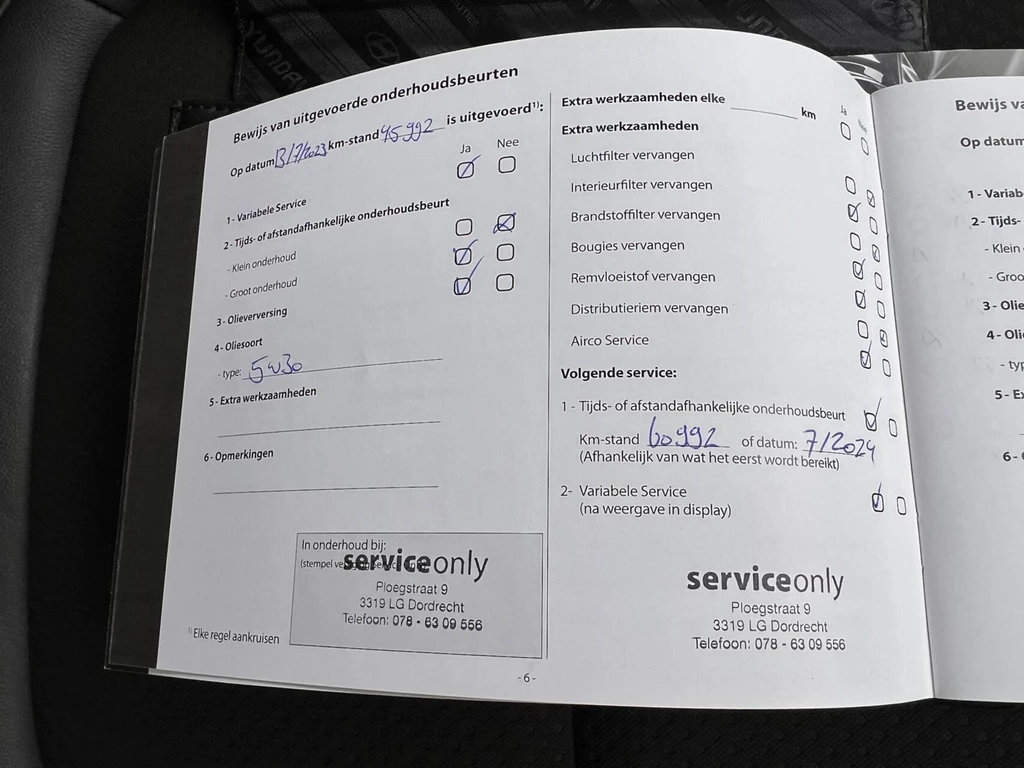 Bewijs van uitgevoerde onderhoudsbeurten
Op datum 13/7/2023 km-stand 45992 is uitgevoerd¹⁾:
Ja Nee
1 - Variabele Service
2 - Tijds- of afstandafhankelijke onderhoudsbeurt
- Klein onderhoud
- Groot onderhoud
3 - Olieverversing
4 - Oliesoort
- type: 5w30
5 - Extra werkzaamheden
6 - Opmerkingen
In onderhoud bij:
(stempel
serviceonly
Ploegstraat 9
3319 LG Dordrecht
Telefoon: 078 - 63 09 556
¹⁾ Elke regel aankruisen
- 6 -
Extra werkzaamheden elke ______ km
Ja
Extra werkzaamheden
Luchtfilter vervangen
Interieurfilter vervangen
Brandstoffilter vervangen
Bougies vervangen
Remvloeistof vervangen
Distributieriem vervangen
Airco Service
Volgende service:
1 - Tijds- of afstandafhankelijke onderhoudsbeurt
Km-stand 60992 of datum: 7/2024
(Afhankelijk van wat het eerst wordt bereikt)
2- Variabele Service
(na weergave in display)
serviceonly
Ploegstraat 9
3319 LG Dordrecht
Telefoon: 078 - 63 09 556
Bewijs va
Op datum
1 - Variab
2 - Tijds-
- Klein
- Groo
3 - Olie
4 - Oli
- typ
5 - E
6 -
HYUNDAI